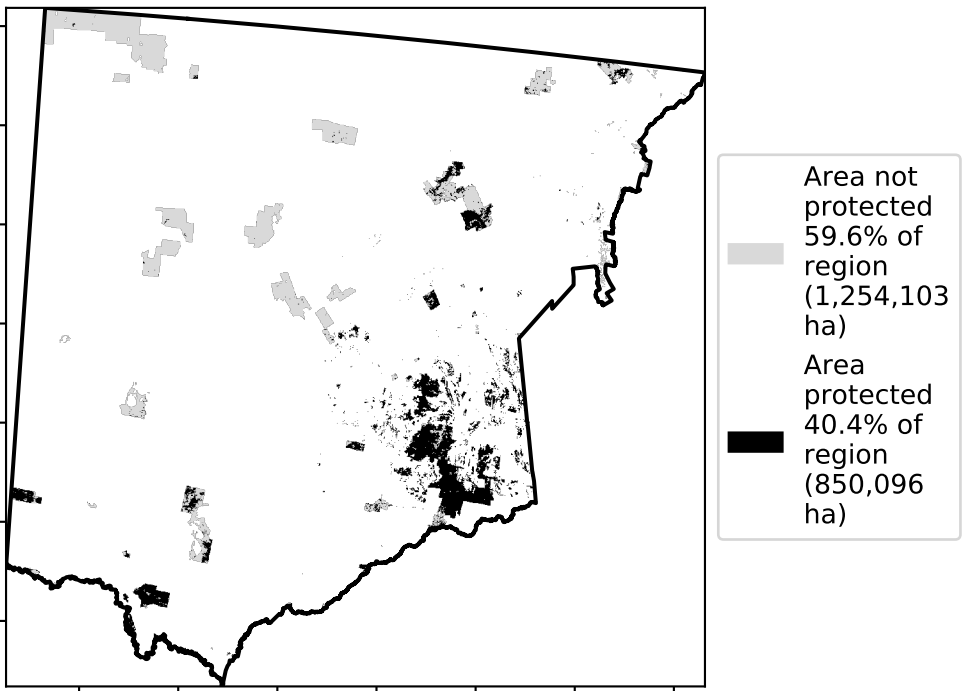 Area not
protected
59.6% of
region
(1,254,103
ha)
Area
protected
40.4% of
region
(850,096
ha)